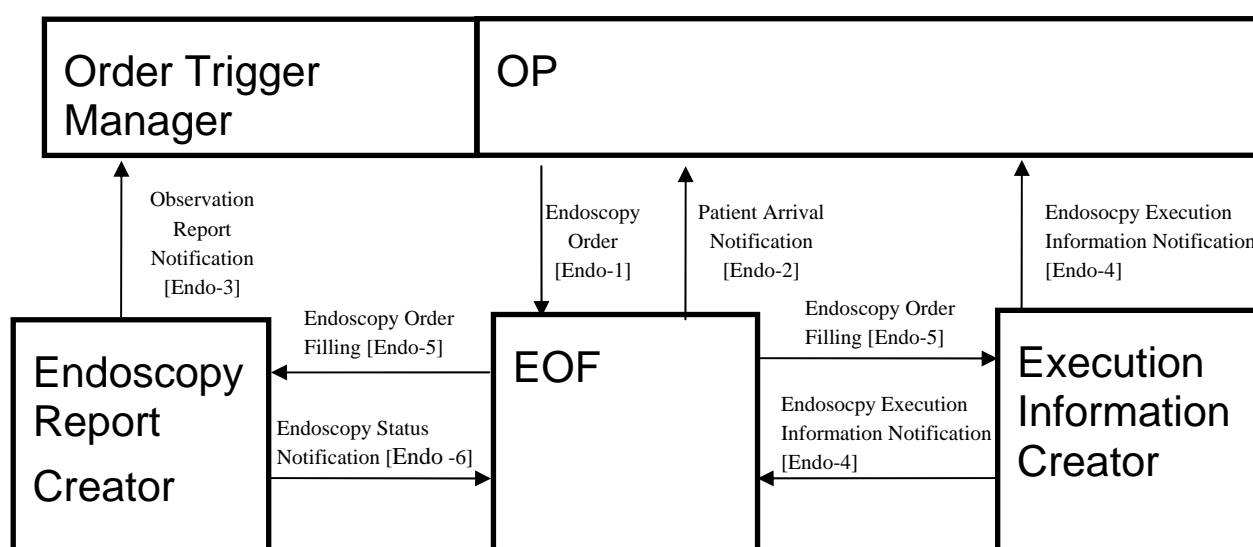 Order Trigger
Manager
OP
Observation
Report
Notification
[Endo-3]
Endoscopy
Order
[Endo-1]
Patient Arrival
Notification
[Endo-2]
Endosocpy Execution
Information Notification
[Endo-4]
Endoscopy Order
Filling [Endo-5]
Endoscopy Order
Filling [Endo-5]
Endoscopy
Report
Creator
EOF
Execution
Information
Creator
Endoscopy Status
Notification [Endo -6]
Endosocpy Execution
Information Notification
[Endo-4]